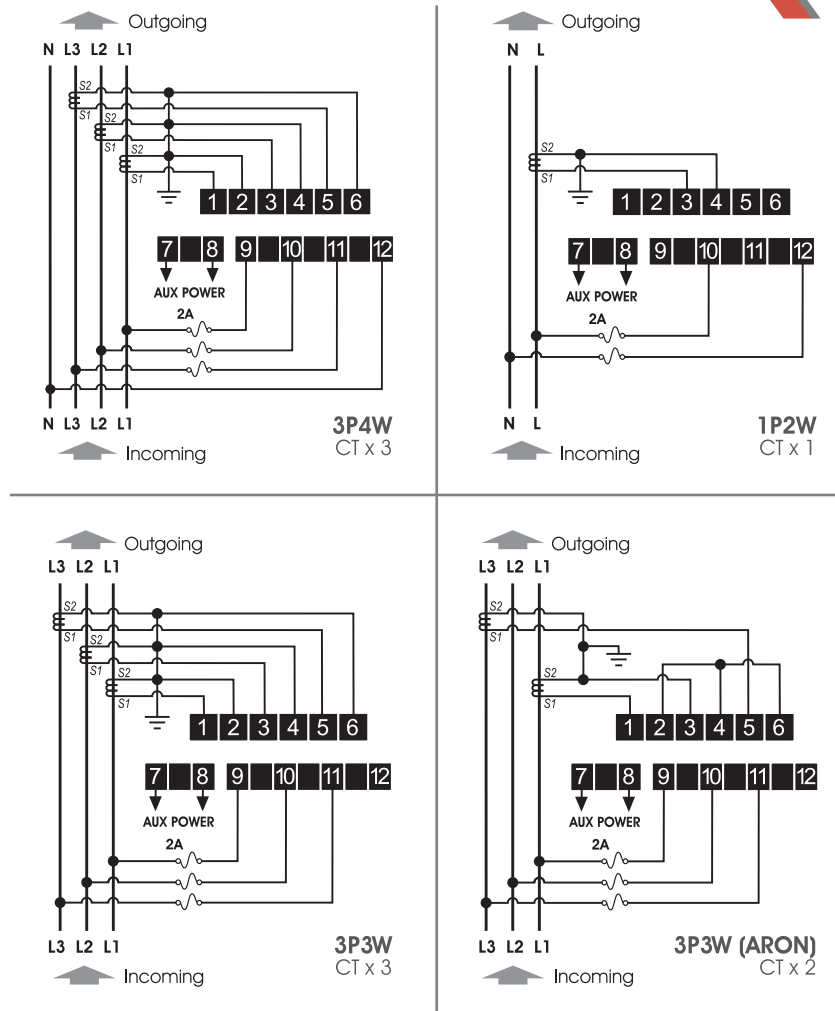 Outgoing
N L3 L2 L1
S2
S1
S2
S1
S2
S1
1 2 3 4 5 6
7 8 9 10 11 12
AUX POWER
2A
N L3 L2 L1
Incoming
3P4W
CT x 3
Outgoing
N L
S2
S1
1 2 3 4 5 6
7 8 9 10 11 12
AUX POWER
2A
N L
Incoming
1P2W
CT x 1
Outgoing
L3 L2 L1
S2
S1
S2
S1
S2
S1
1 2 3 4 5 6
7 8 9 10 11 12
AUX POWER
2A
L3 L2 L1
Incoming
3P3W
CT x 3
Outgoing
L3 L2 L1
S2
S1
S2
S1
1 2 3 4 5 6
7 8 9 10 11 12
AUX POWER
2A
L3 L2 L1
Incoming
3P3W (ARON)
CT x 2